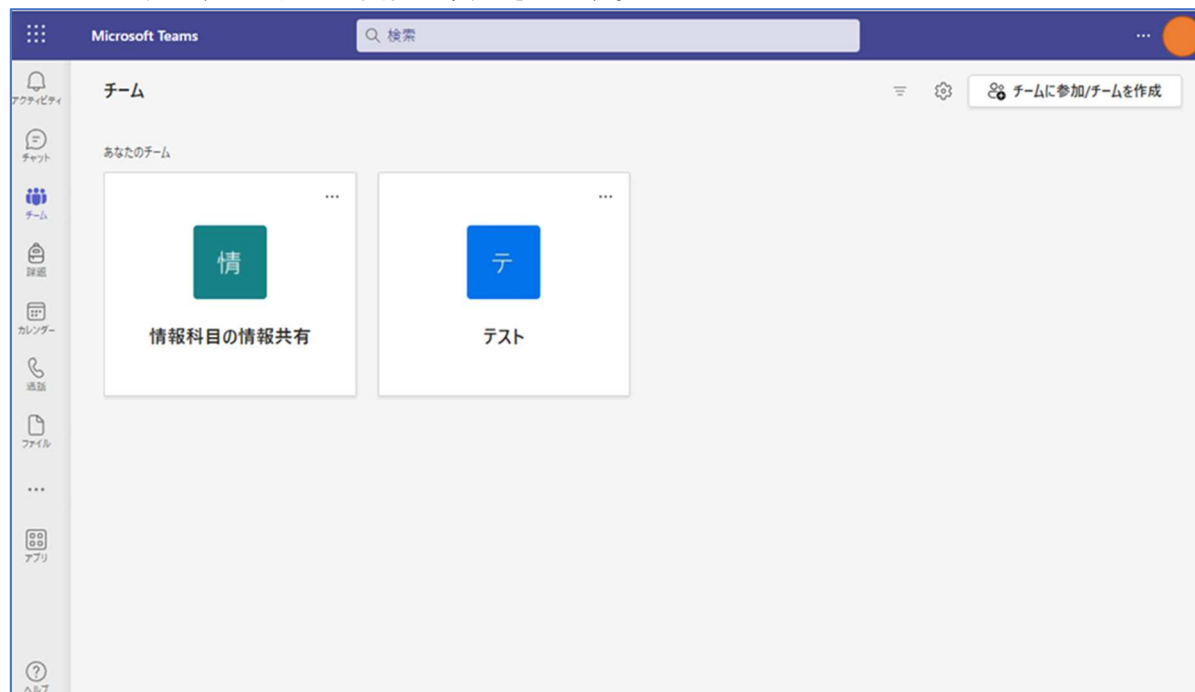 Microsoft Teams
検索
アクティビティ
チャット
チーム
課題
カレンダー
通話
ファイル
アプリ
ヘルプ
チーム
チームに参加/チームを作成
あなたのチーム
情
情報科目の情報共有
テ
テスト